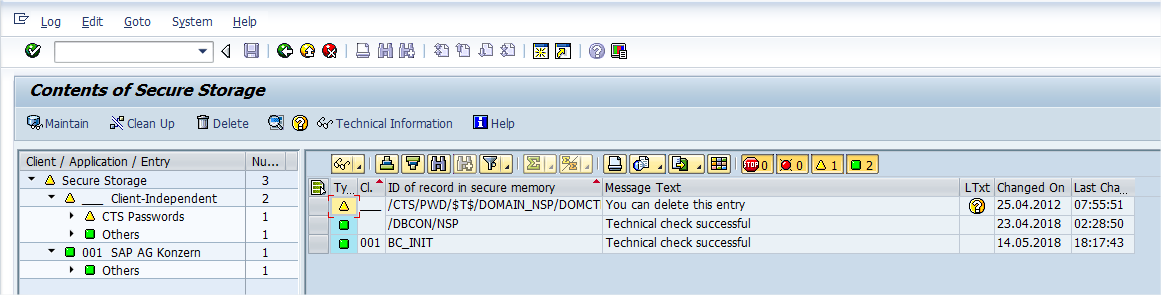 Log Edit Goto System Help
Contents of Secure Storage
Maintain Clean Up Delete Technical Information Help
Client / Application / Entry Nu...
Secure Storage 3
___ Client-Independent 2
CTS Passwords 1
Others 1
001 SAP AG Konzern 1
Others 1
STOP 0 0 1 2
Ty... Cl. ID of record in secure memory Message Text LTxt Changed On Last Cha...
___ /CTS/PWD/$T$/DOMAIN_NSP/DOMCT You can delete this entry 25.04.2012 07:55:51
/DBCON/NSP Technical check successful 23.04.2018 02:28:50
001 BC_INIT Technical check successful 14.05.2018 18:17:43